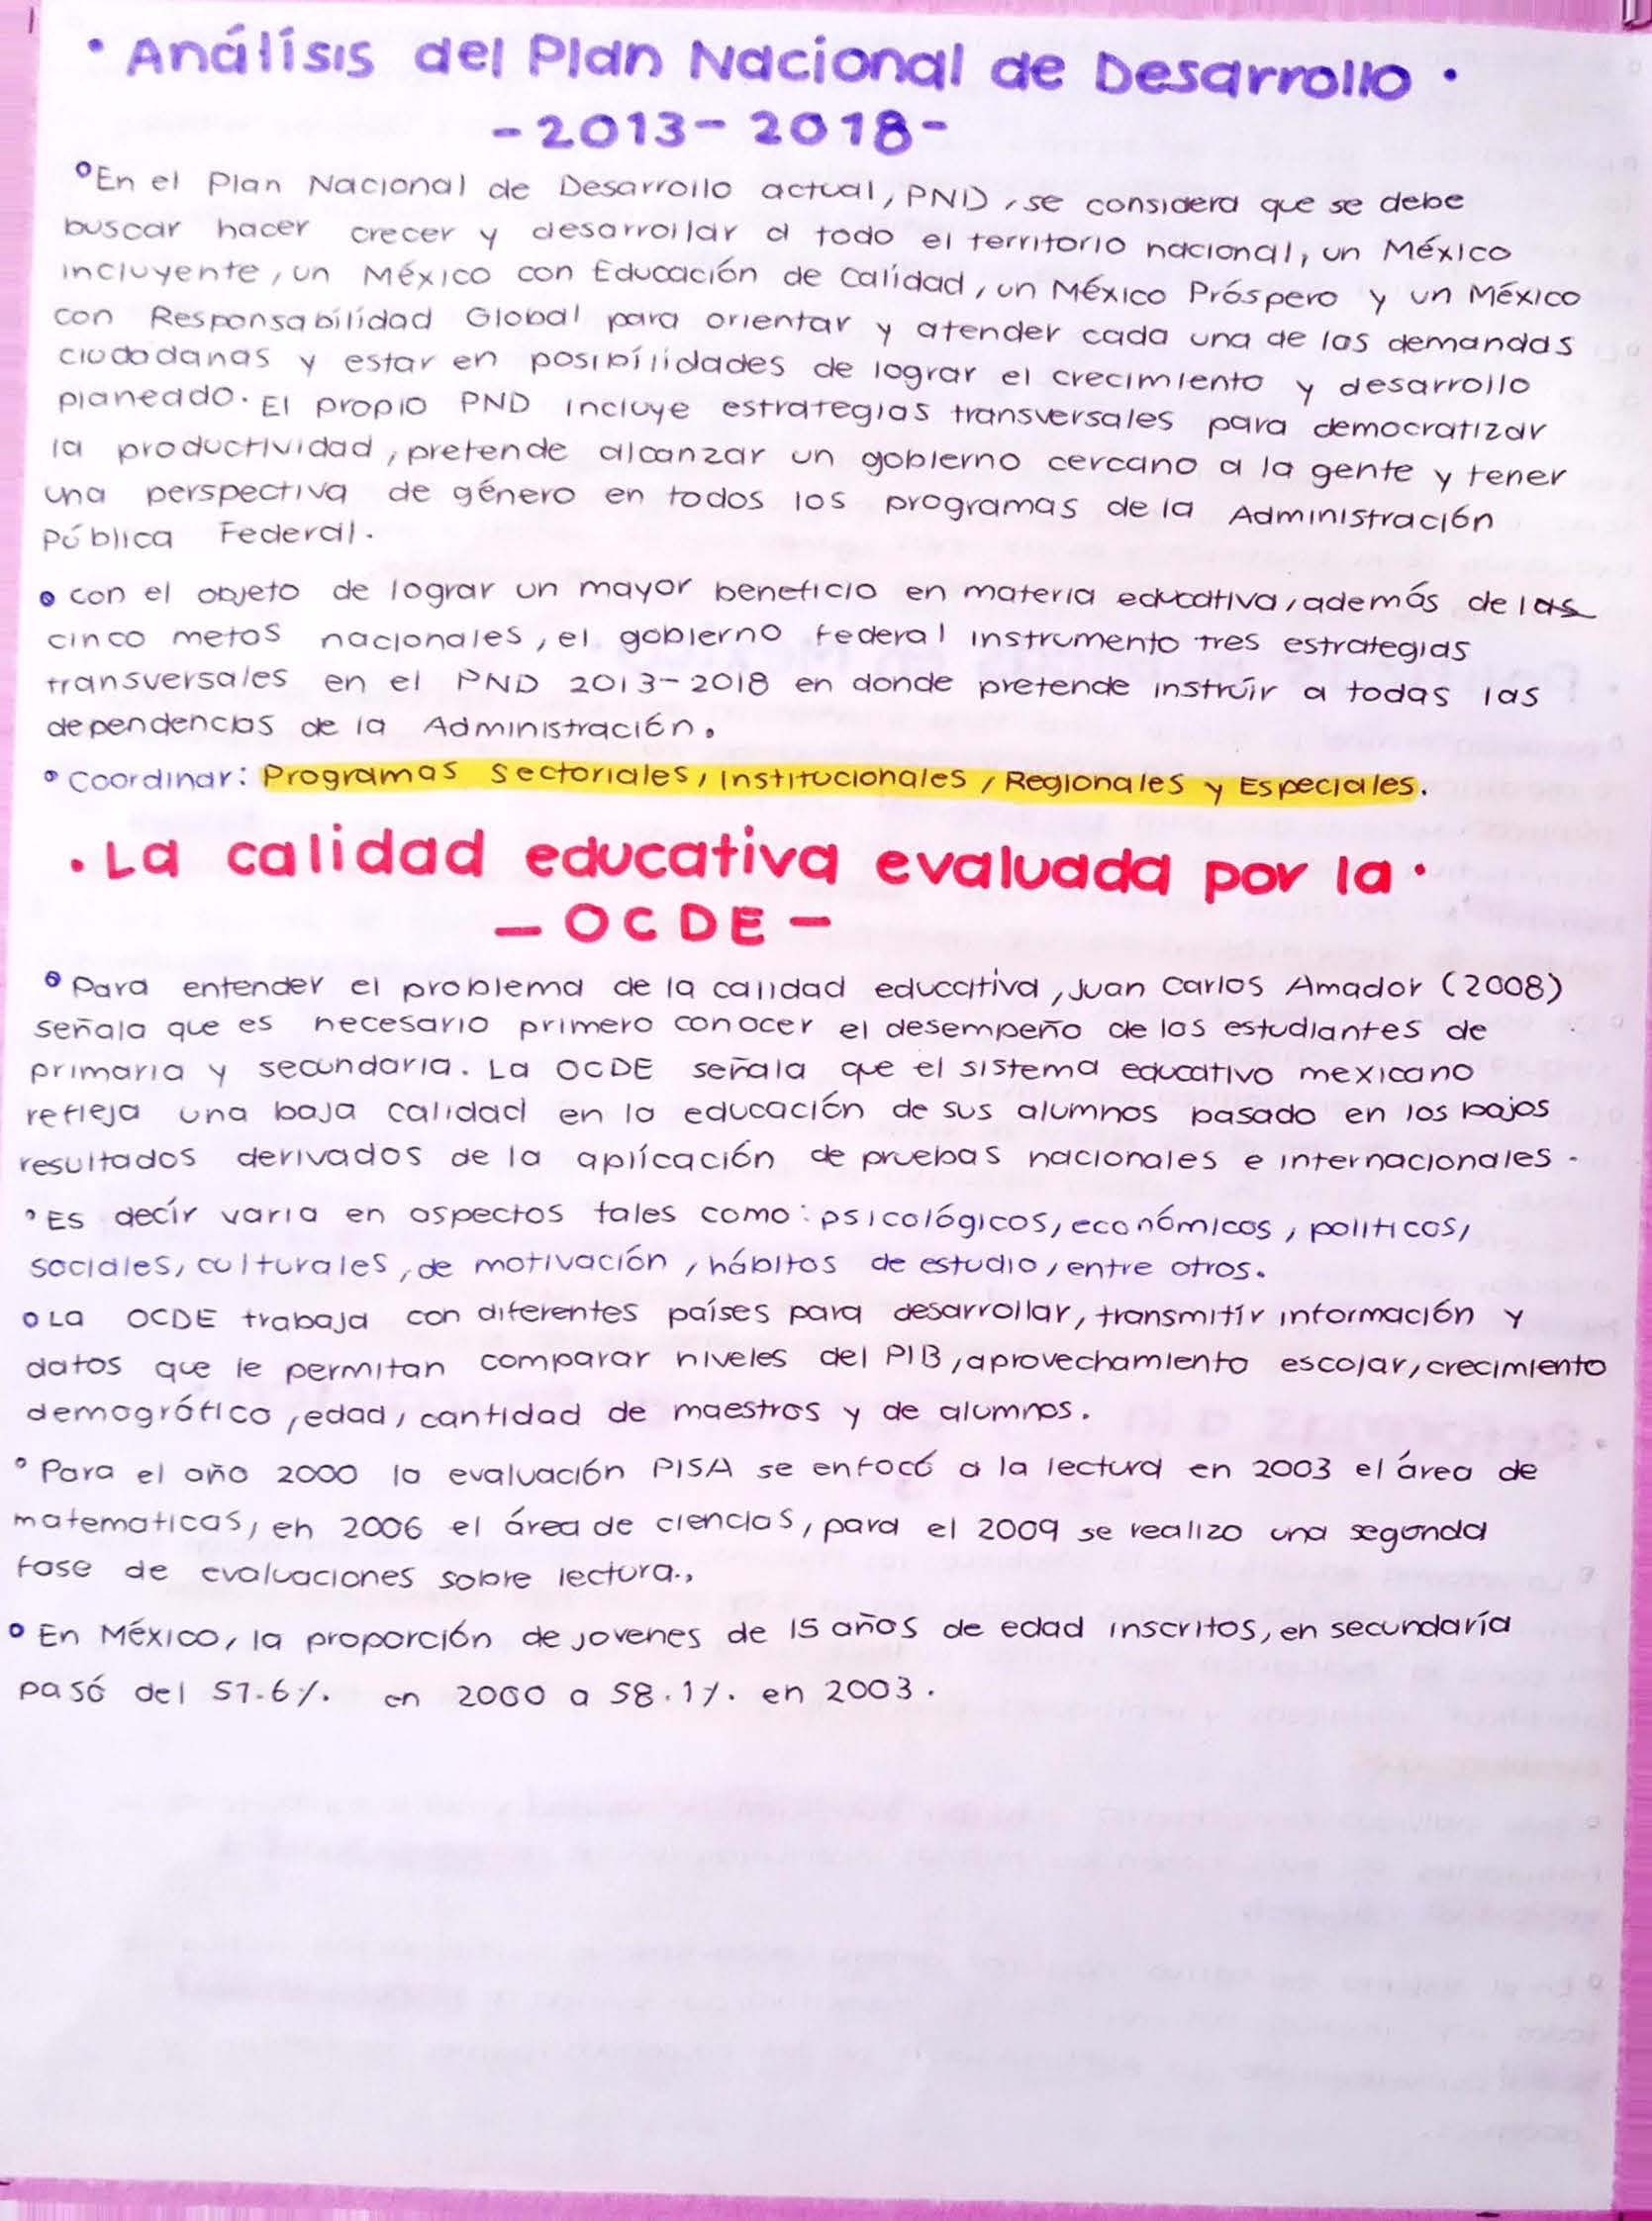 • Análisis del Plan Nacional de Desarrollo •
- 2013 - 2018 -
° En el Plan Nacional de Desarrollo actual, PND, se considera que se debe
buscar hacer crecer y desarrollar a todo el territorio nacional, un México
incluyente, un México con Educación de Calidad, un México Próspero y un México
con Responsabilidad Global para orientar y atender cada una de las demandas
ciudadanas y estar en posibilidades de lograr el crecimiento y desarrollo
planeado. El propio PND incluye estrategias transversales para democratizar
la productividad, pretende alcanzar un gobierno cercano a la gente y tener
una perspectiva de género en todos los programas de la Administración
Pública Federal.
° con el objeto de lograr un mayor beneficio en materia educativa, además de las
cinco metas nacionales, el gobierno federal instrumento tres estrategias
transversales en el PND 2013-2018 en donde pretende instruir a todas las
dependencias de la Administración.
° Coordinar: Programas Sectoriales, Institucionales, Regionales y Especiales.
• La calidad educativa evaluada por la •
- OCDE -
° Para entender el problema de la calidad educativa, Juan Carlos Amador (2008)
señala que es necesario primero conocer el desempeño de los estudiantes de
primaria y secundaria. La OCDE señala que el sistema educativo mexicano
refleja una baja calidad en la educación de sus alumnos basado en los bajos
resultados derivados de la aplicación de pruebas nacionales e internacionales.
° Es decir varia en aspectos tales como: psicológicos, económicos, politicos,
sociales, culturales, de motivación, hábitos de estudio, entre otros.
° La OCDE trabaja con diferentes países para desarrollar, transmitir información y
datos que le permitan comparar niveles del PIB, aprovechamiento escolar, crecimiento
demográfico, edad, cantidad de maestros y de alumnos.
° Para el año 2000 la evaluación PISA se enfocó a la lectura en 2003 el área de
matematicas, en 2006 el área de ciencias, para el 2009 se realizo una segunda
fase de evaluaciones sobre lectura.,
° En México, la proporción de jovenes de 15 años de edad inscritos, en secundaría
pasó del 51.6%. en 2000 a 58.1%. en 2003.